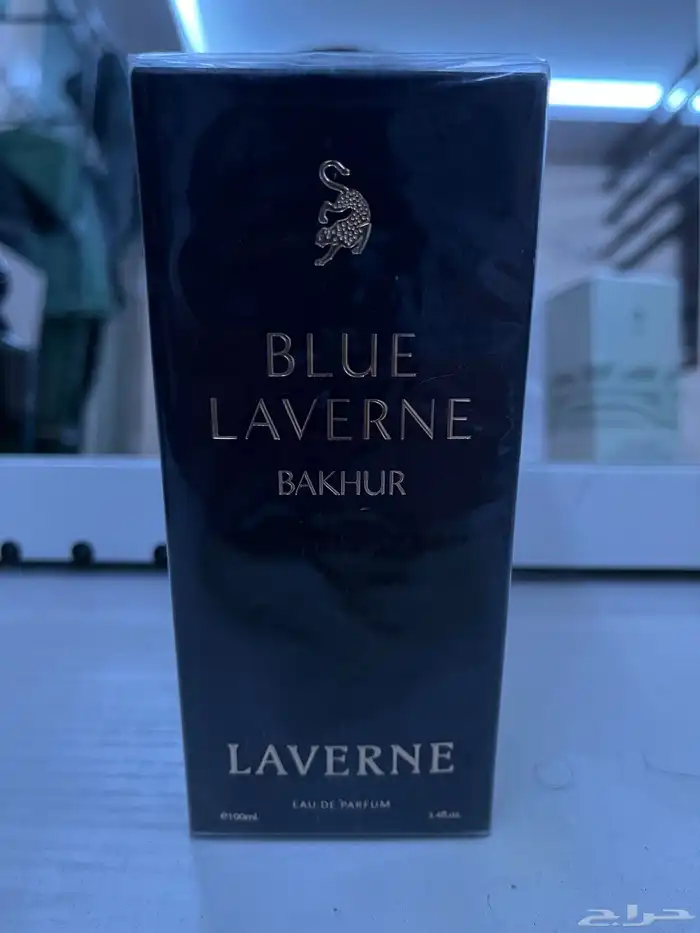 BLUE
LAVERNE
BAKHUR
LAVERNE
EAU DE PARFUM
℮100ml. 3.4fl.oz.
حراج